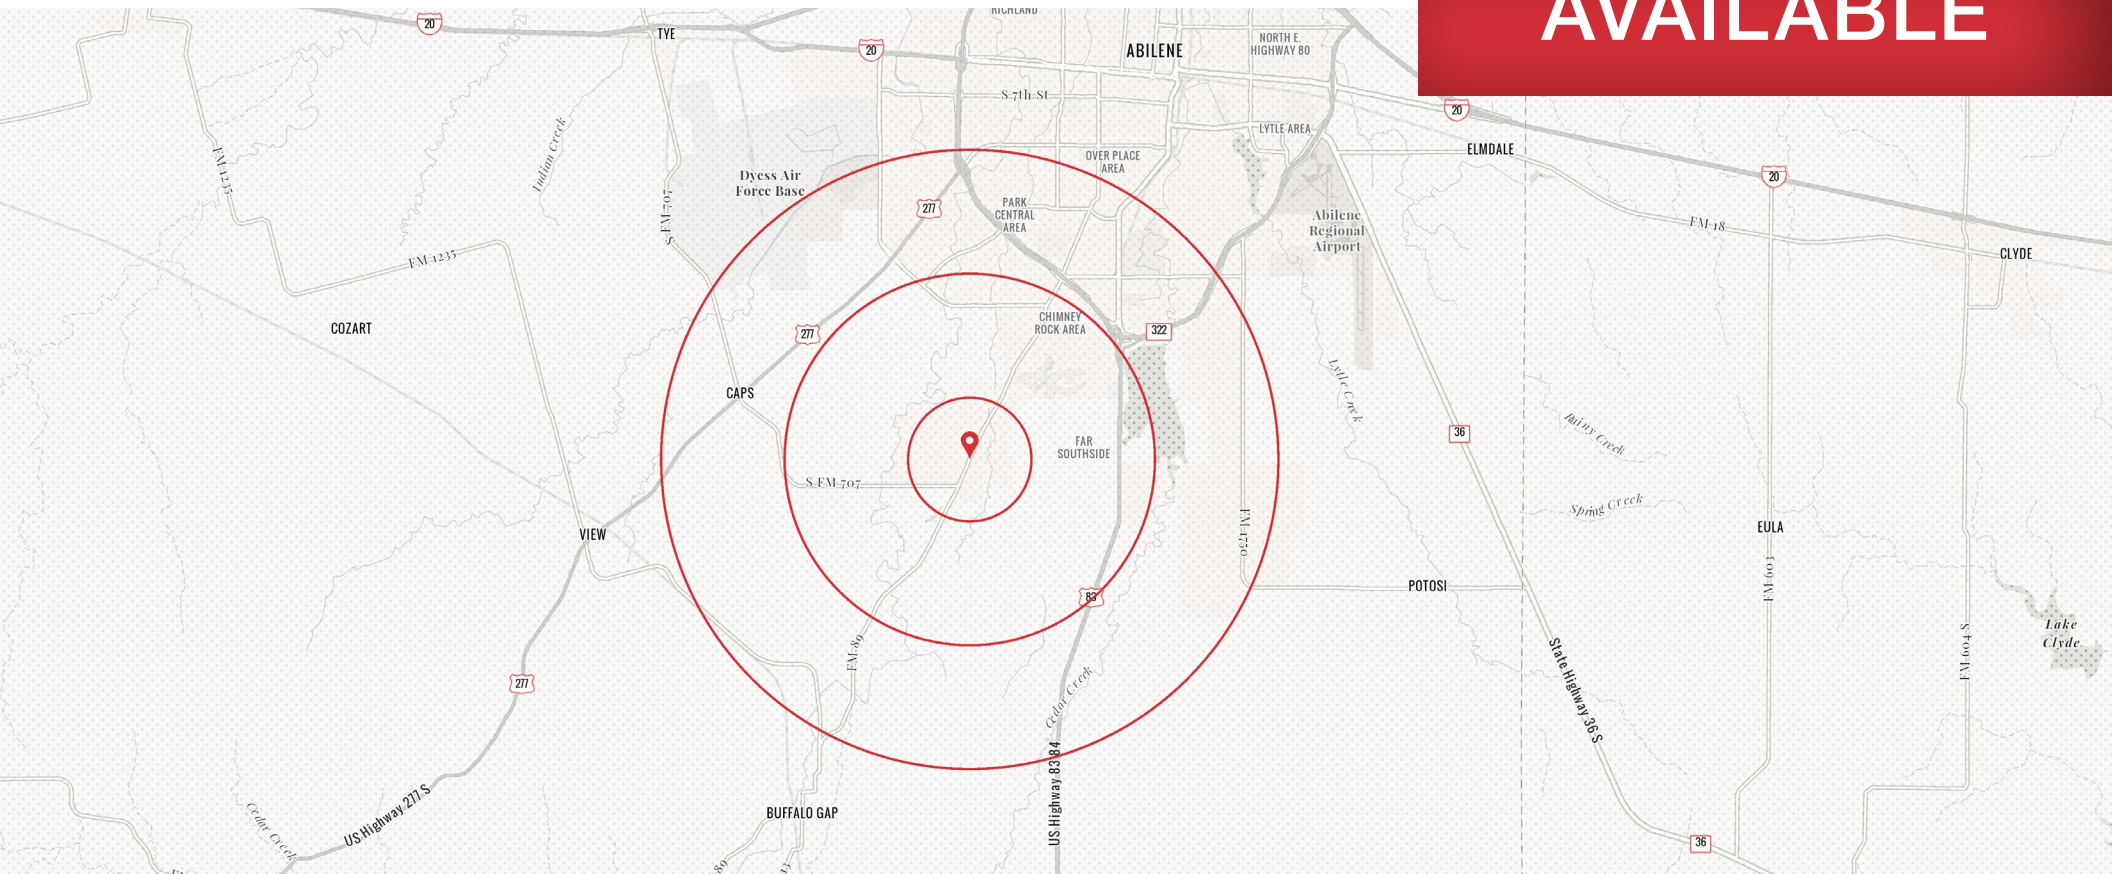 AVAILABLE
RICHLAND
20
TYE
20
ABILENE
NORTH E.
HIGHWAY 80
S 7th St
20
LYTLE AREA
ELMDALE
FM 1235
Indian Creek
OVER PLACE
AREA
20
Dyess Air
Force Base
S FM 707
277
PARK
CENTRAL
AREA
Abilene
Regional
Airport
FM 18
FM 1235
CLYDE
COZART
277
CHIMNEY
ROCK AREA
322
CAPS
Lytle Creek
36
Rainy Creek
FAR
SOUTHSIDE
S FM 707
Spring Creek
VIEW
FM 1750
EULA
83
POTOSI
FM 603
Lake
Clyde
FM 89
FM 604 S
277
Cedar Creek
State Highway 36 S
US Highway 83 84
US Highway 277 S
Cedar Creek
BUFFALO GAP
36
89